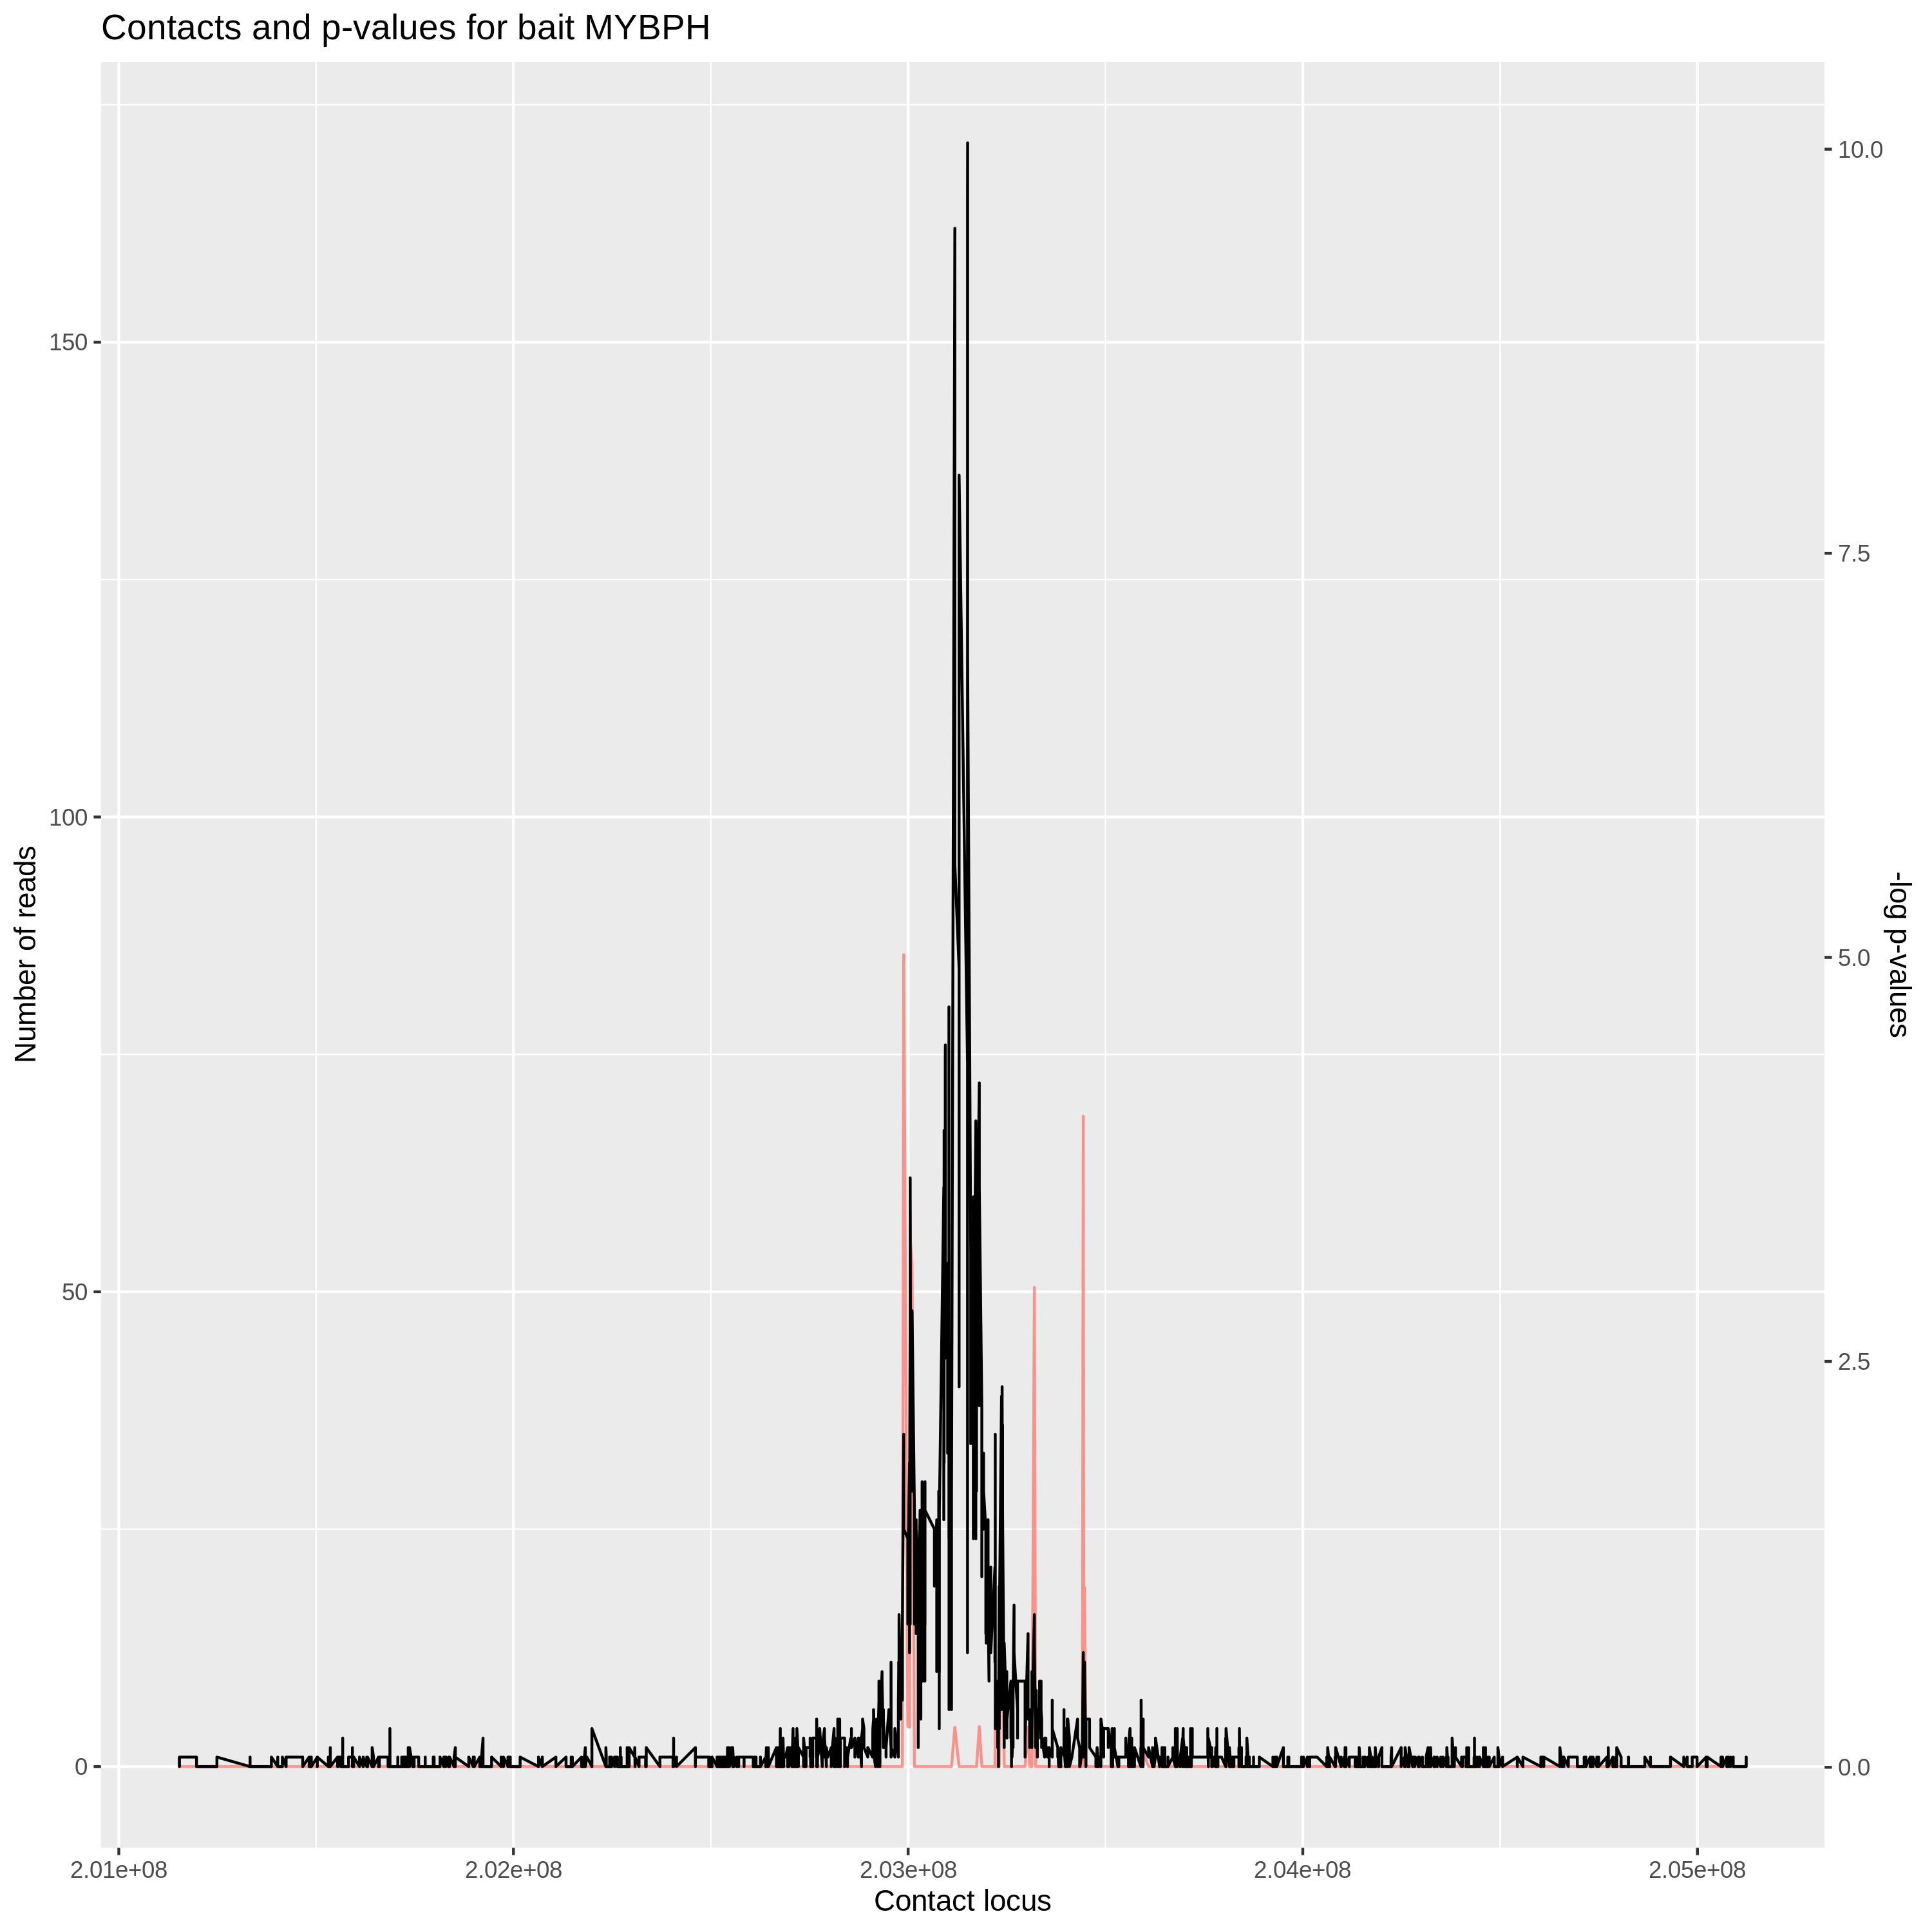 Contacts and p-values for bait MYBPH
Number of reads
150
100
50
0
10.0
7.5
5.0
2.5
0.0
-log p-values
2.01e+08 2.02e+08 2.03e+08 2.04e+08 2.05e+08
Contact locus